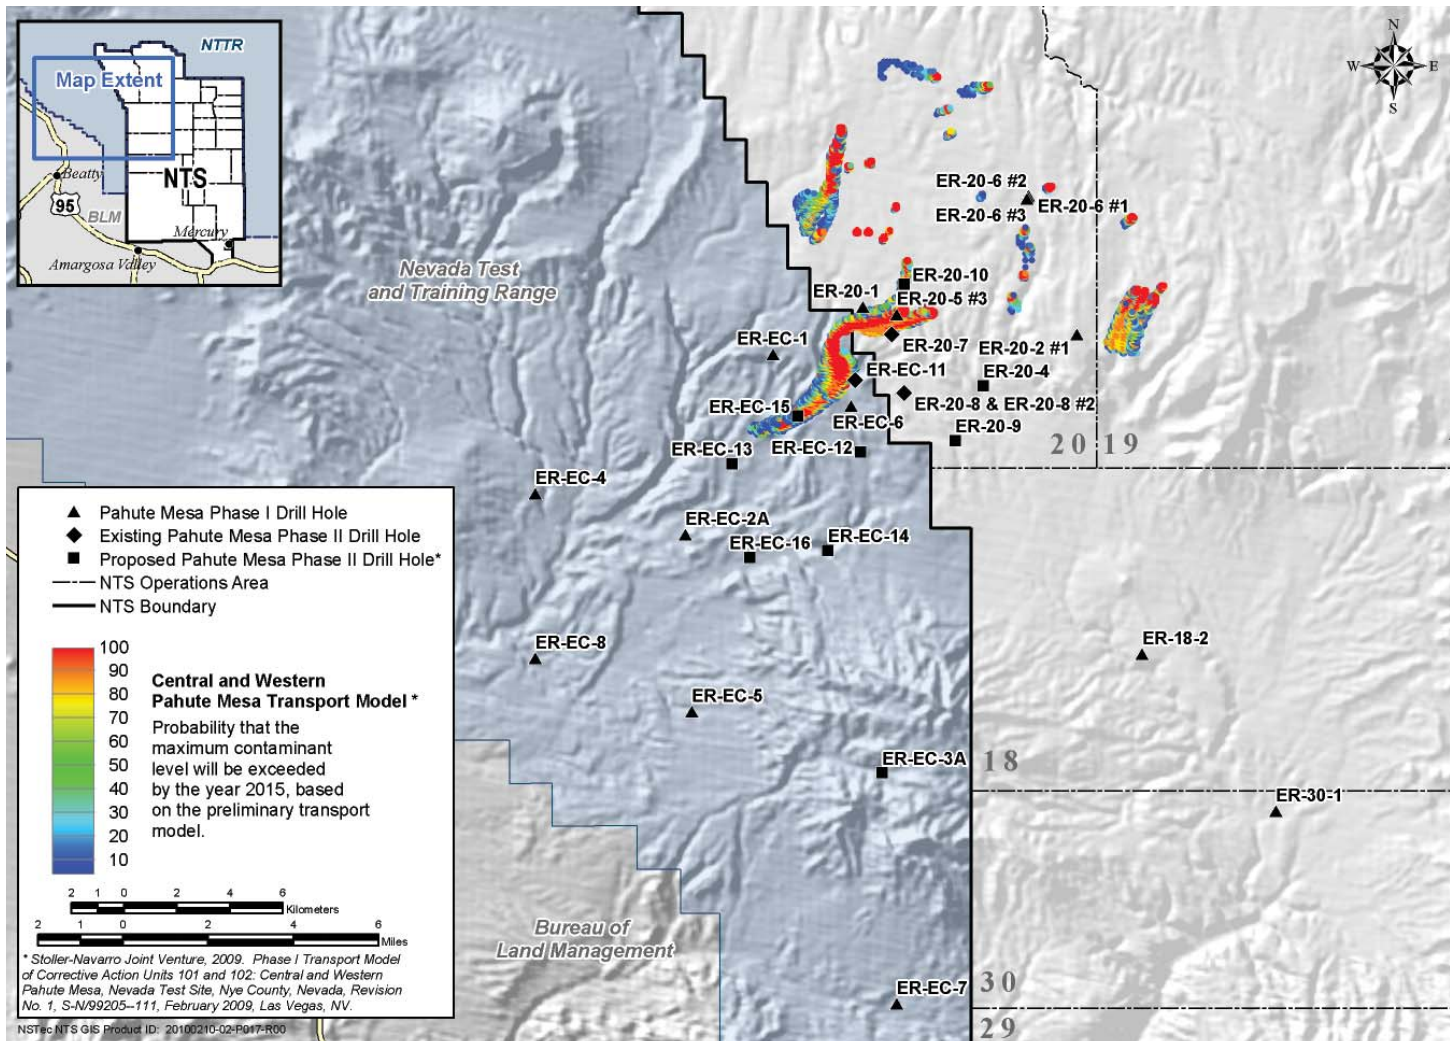 NTTR
Map Extent
Beatty
NTS
95
BLM
Mercury
Amargosa Valley
N
W E
S
Nevada Test
and Training Range
ER-20-6 #2
ER-20-6 #1
ER-20-6 #3
ER-20-10
ER-20-1
ER-20-5 #3
ER-EC-1
ER-20-7
ER-20-2 #1
ER-EC-11
ER-20-4
ER-EC-15
ER-20-8 & ER-20-8 #2
ER-EC-6
ER-20-9
ER-EC-13
ER-EC-12
20 19
ER-EC-4
ER-EC-2A
ER-EC-16
ER-EC-14
ER-EC-8
ER-18-2
ER-EC-5
ER-EC-3A
18
ER-30-1
Bureau of
Land Management
ER-EC-7
30
29
Pahute Mesa Phase I Drill Hole
Existing Pahute Mesa Phase II Drill Hole
Proposed Pahute Mesa Phase II Drill Hole*
NTS Operations Area
NTS Boundary
100
90
80
70
60
50
40
30
20
10
Central and Western
Pahute Mesa Transport Model *
Probability that the
maximum contaminant
level will be exceeded
by the year 2015, based
on the preliminary transport
model.
2 1 0 2 4 6
Kilometers
2 1 0 2 4 6
Miles
* Stoller-Navarro Joint Venture, 2009. Phase I Transport Model
of Corrective Action Units 101 and 102: Central and Western
Pahute Mesa, Nevada Test Site, Nye County, Nevada, Revision
No. 1, S-N/99205--111, February 2009, Las Vegas, NV.
NSTec NTS GIS Product ID: 20100210-02-P017-R00